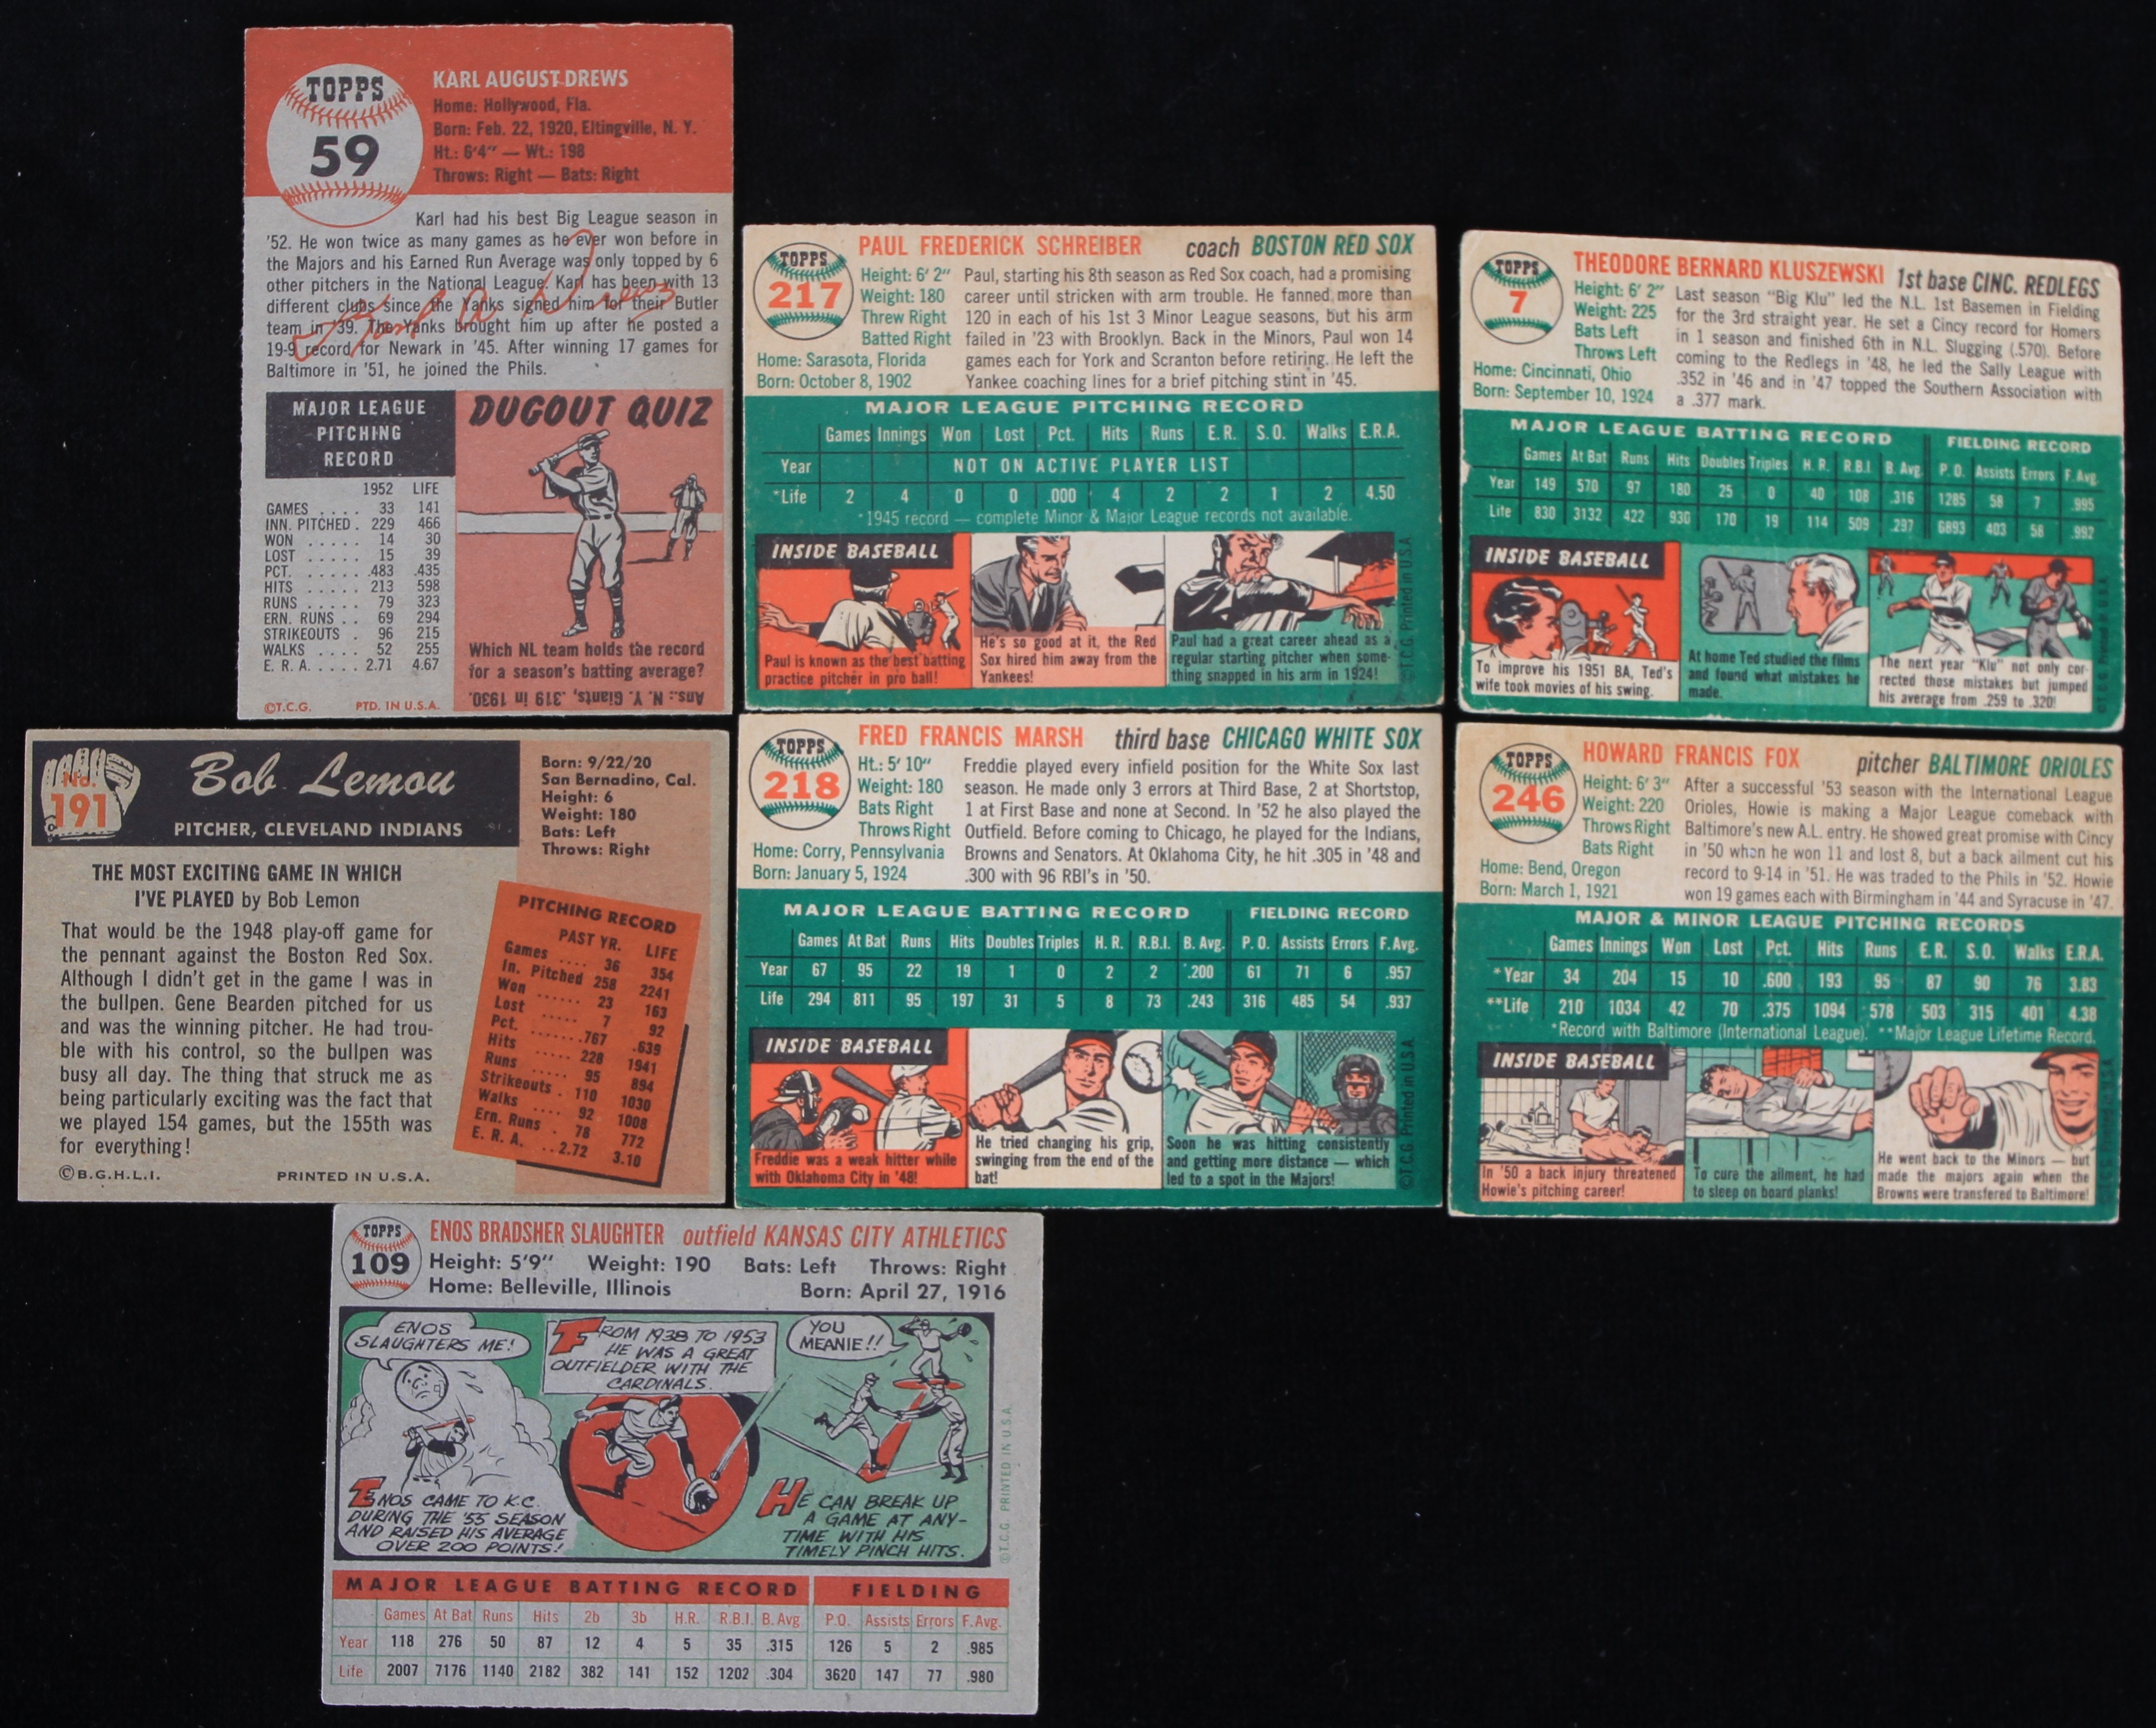 TOPPS
59
KARL AUGUST DREWS
Home: Hollywood, Fla.
Born: Feb. 22, 1920, Eltingville, N. Y.
Ht.: 6'4" — Wt.: 198
Throws: Right — Bats: Right
Karl had his best Big League season in
'52. He won twice as many games as he ever won before in
the Majors and his Earned Run Average was only topped by 6
other pitchers in the National League. Karl has been with 13
different clubs since the Yanks signed him for their Butler
team in '39. The Yanks brought him up after he posted a
19-9 record for Newark in '45. After winning 17 games for
Baltimore in '51, he joined the Phils.
Karl A Drews
MAJOR LEAGUE
PITCHING
RECORD
1952 LIFE
GAMES .... 33 141
INN. PITCHED . 229 466
WON ..... 14 30
LOST ..... 15 39
PCT. ...... .483 .435
HITS ..... 213 598
RUNS ..... 79 323
ERN. RUNS .. 69 294
STRIKEOUTS . 96 215
WALKS .... 52 255
E. R. A. .... 2.71 4.67
©T.C.G. PTD. IN U.S.A.
DUGOUT QUIZ
Which NL team holds the record
for a season's batting average?
Ans.: N. Y. Giants, .319 in 1930.
TOPPS
217
PAUL FREDERICK SCHREIBER coach BOSTON RED SOX
Height: 6' 2"
Weight: 180
Threw Right
Batted Right
Home: Sarasota, Florida
Born: October 8, 1902
Paul, starting his 8th season as Red Sox coach, had a promising
career until stricken with arm trouble. He fanned more than
120 in each of his 1st 3 Minor League seasons, but his arm
failed in '23 with Brooklyn. Back in the Minors, Paul won 14
games each for York and Scranton before retiring. He left the
Yankee coaching lines for a brief pitching stint in '45.
MAJOR LEAGUE PITCHING RECORD
Games Innings Won Lost Pct. Hits Runs E.R. S.O. Walks E.R.A.
Year NOT ON ACTIVE PLAYER LIST
*Life 2 4 0 0 .000 4 2 2 1 2 4.50
*1945 record — complete Minor & Major League records not available.
INSIDE BASEBALL
Paul is known as the best batting
practice pitcher in pro ball!
He's so good at it, the Red
Sox hired him away from the
Yankees!
Paul had a great career ahead as a
regular starting pitcher when some-
thing snapped in his arm in 1924!
©T.C.G. Printed in U.S.A.
TOPPS
7
THEODORE BERNARD KLUSZEWSKI 1st base CINC. REDLEGS
Height: 6' 2"
Weight: 225
Bats Left
Throws Left
Home: Cincinnati, Ohio
Born: September 10, 1924
Last season "Big Klu" led the N.L. 1st Basemen in Fielding
for the 3rd straight year. He set a Cincy record for Homers
in 1 season and finished 6th in N.L. Slugging (.570). Before
coming to the Redlegs in '48, he led the Sally League with
.352 in '46 and in '47 topped the Southern Association with
a .377 mark.
MAJOR LEAGUE BATTING RECORD FIELDING RECORD
Games At Bat Runs Hits Doubles Triples H. R. R.B.I. B. Avg. P. O. Assists Errors F.Avg.
Year 149 570 97 180 25 0 40 108 .316 1285 58 7 .995
Life 830 3132 422 930 170 19 114 509 .297 6893 403 56 .992
INSIDE BASEBALL
To improve his 1951 BA, Ted's
wife took movies of his swing.
At home Ted studied the films
and found what mistakes he
made.
The next year "Klu" not only cor-
rected those mistakes but jumped
his average from .259 to .320!
No.
191
Bob Lemon
PITCHER, CLEVELAND INDIANS
Born: 9/22/20
San Bernadino, Cal.
Height: 6
Weight: 180
Bats: Left
Throws: Right
THE MOST EXCITING GAME IN WHICH
I'VE PLAYED by Bob Lemon
That would be the 1948 play-off game for
the pennant against the Boston Red Sox.
Although I didn't get in the game I was in
the bullpen. Gene Bearden pitched for us
and was the winning pitcher. He had trou-
ble with his control, so the bullpen was
busy all day. The thing that struck me as
being particularly exciting was the fact that
we played 154 games, but the 155th was
for everything!
©B.G.H.L.I. PRINTED IN U.S.A.
PITCHING RECORD
PAST YR. LIFE
Games .... 36 354
In. Pitched 258 2241
Won ...... 23 163
Lost ..... 7 92
Pct. ....... .767 .639
Hits ..... 228 1941
Runs ..... 95 894
Strikeouts . 110 1030
Walks .... 92 1008
Ern. Runs . 78 772
E. R. A. .. 2.72 3.10
TOPPS
218
FRED FRANCIS MARSH third base CHICAGO WHITE SOX
Ht.: 5' 10"
Weight: 180
Bats Right
Throws Right
Home: Corry, Pennsylvania
Born: January 5, 1924
Freddie played every infield position for the White Sox last
season. He made only 3 errors at Third Base, 2 at Shortstop,
1 at First Base and none at Second. In '52 he also played the
Outfield. Before coming to Chicago, he played for the Indians,
Browns and Senators. At Oklahoma City, he hit .305 in '48 and
.300 with 96 RBI's in '50.
MAJOR LEAGUE BATTING RECORD FIELDING RECORD
Games At Bat Runs Hits Doubles Triples H. R. R.B.I. B. Avg. P. O. Assists Errors F.Avg.
Year 67 95 22 19 1 0 2 2 .200 61 71 6 .957
Life 294 811 95 197 31 5 8 73 .243 316 485 54 .937
INSIDE BASEBALL
Freddie was a weak hitter while
with Oklahoma City in '48!
He tried changing his grip,
swinging from the end of the
bat!
Soon he was hitting consistently
and getting more distance — which
led to a spot in the Majors!
©T.C.G. Printed in U.S.A.
TOPPS
246
HOWARD FRANCIS FOX pitcher BALTIMORE ORIOLES
Height: 6' 3"
Weight: 220
Throws Right
Bats Right
Home: Bend, Oregon
Born: March 1, 1921
After a successful '53 season with the International League
Orioles, Howie is making a Major League comeback with
Baltimore's new A.L. entry. He showed great promise with Cincy
in '50 when he won 11 and lost 8, but a back ailment cut his
record to 9-14 in '51. He was traded to the Phils in '52. Howie
won 19 games each with Birmingham in '44 and Syracuse in '47.
MAJOR & MINOR LEAGUE PITCHING RECORDS
Games Innings Won Lost Pct. Hits Runs E.R. S.O. Walks E.R.A.
*Year 34 204 15 10 .600 193 95 87 90 76 3.83
**Life 210 1034 42 70 .375 1094 578 503 315 401 4.38
*Record with Baltimore (International League). **Major League Lifetime Record.
INSIDE BASEBALL
In '50 a back injury threatened
Howie's pitching career!
To cure the ailment, he had
to sleep on board planks!
He went back to the Minors — but
made the majors again when the
Browns were transfered to Baltimore!
TOPPS
109
ENOS BRADSHER SLAUGHTER outfield KANSAS CITY ATHLETICS
Height: 5'9" Weight: 190 Bats: Left Throws: Right
Home: Belleville, Illinois Born: April 27, 1916
ENOS
SLAUGHTERS ME!
ENOS CAME TO K.C.
DURING THE '55 SEASON
AND RAISED HIS AVERAGE
OVER 200 POINTS!
FROM 1938 TO 1953
HE WAS A GREAT
OUTFIELDER WITH THE
CARDINALS.
YOU
MEANIE!!
HE CAN BREAK UP
A GAME AT ANY-
TIME WITH HIS
TIMELY PINCH HITS.
©T.C.G. PRINTED IN U.S.A.
MAJOR LEAGUE BATTING RECORD FIELDING
Games At Bat Runs Hits 2b 3b H.R. R.B.I. B. Avg. P.O. Assists Errors F.Avg.
Year 118 276 50 87 12 4 5 35 .315 126 5 2 .985
Life 2007 7176 1140 2182 382 141 152 1202 .304 3620 147 77 .980